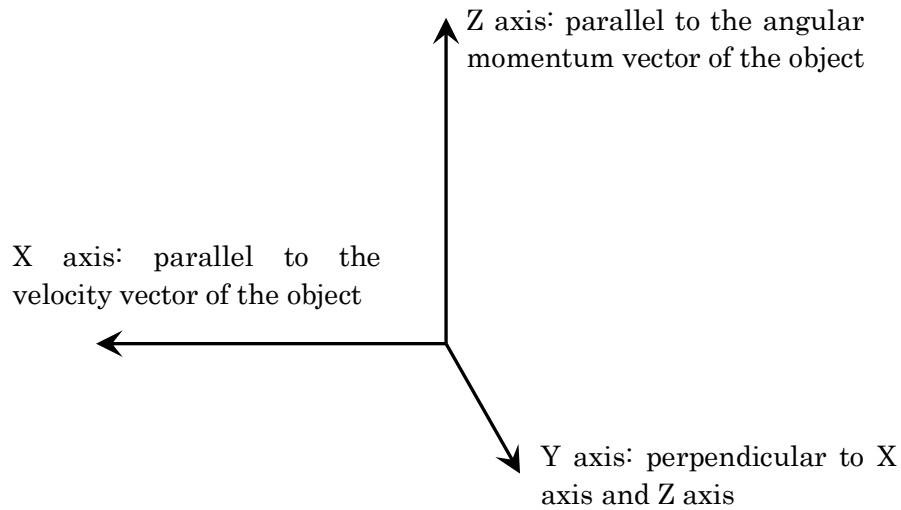 Z axis: parallel to the angular
momentum vector of the object
X axis: parallel to the
velocity vector of the object
Y axis: perpendicular to X
axis and Z axis